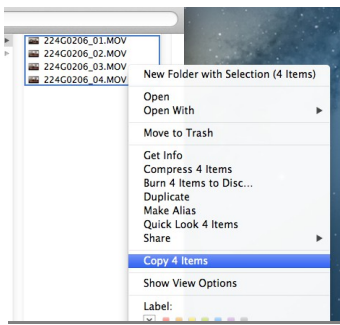 224G0206_01.MOV
224G0206_02.MOV
224G0206_03.MOV
224G0206_04.MOV
New Folder with Selection (4 Items)
Open
Open With
Move to Trash
Get Info
Compress 4 Items
Burn 4 Items to Disc...
Duplicate
Make Alias
Quick Look 4 Items
Share
Copy 4 Items
Show View Options
Label: